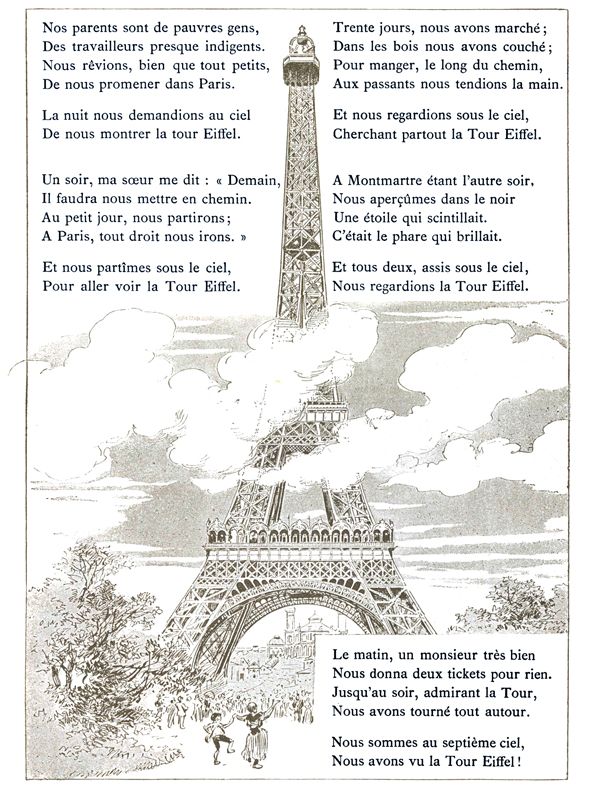 Nos parents sont de pauvres gens,
Des travailleurs presque indigents.
Nous rêvions, bien que tout petits,
De nous promener dans Paris.
La nuit nous demandions au ciel
De nous montrer la tour Eiffel.
Un soir, ma sœur me dit : « Demain,
Il faudra nous mettre en chemin.
Au petit jour, nous partirons ;
A Paris, tout droit nous irons. »
Et nous partîmes sous le ciel,
Pour aller voir la Tour Eiffel.
Trente jours, nous avons marché ;
Dans les bois nous avons couché ;
Pour manger, le long du chemin,
Aux passants nous tendions la main.
Et nous regardions sous le ciel,
Cherchant partout la Tour Eiffel.
A Montmartre étant l'autre soir,
Nous aperçûmes dans le noir
Une étoile qui scintillait.
C'était le phare qui brillait.
Et tous deux, assis sous le ciel,
Nous regardions la Tour Eiffel.
Le matin, un monsieur très bien
Nous donna deux tickets pour rien.
Jusqu'au soir, admirant la Tour,
Nous avons tourné tout autour.
Nous sommes au septième ciel,
Nous avons vu la Tour Eiffel !